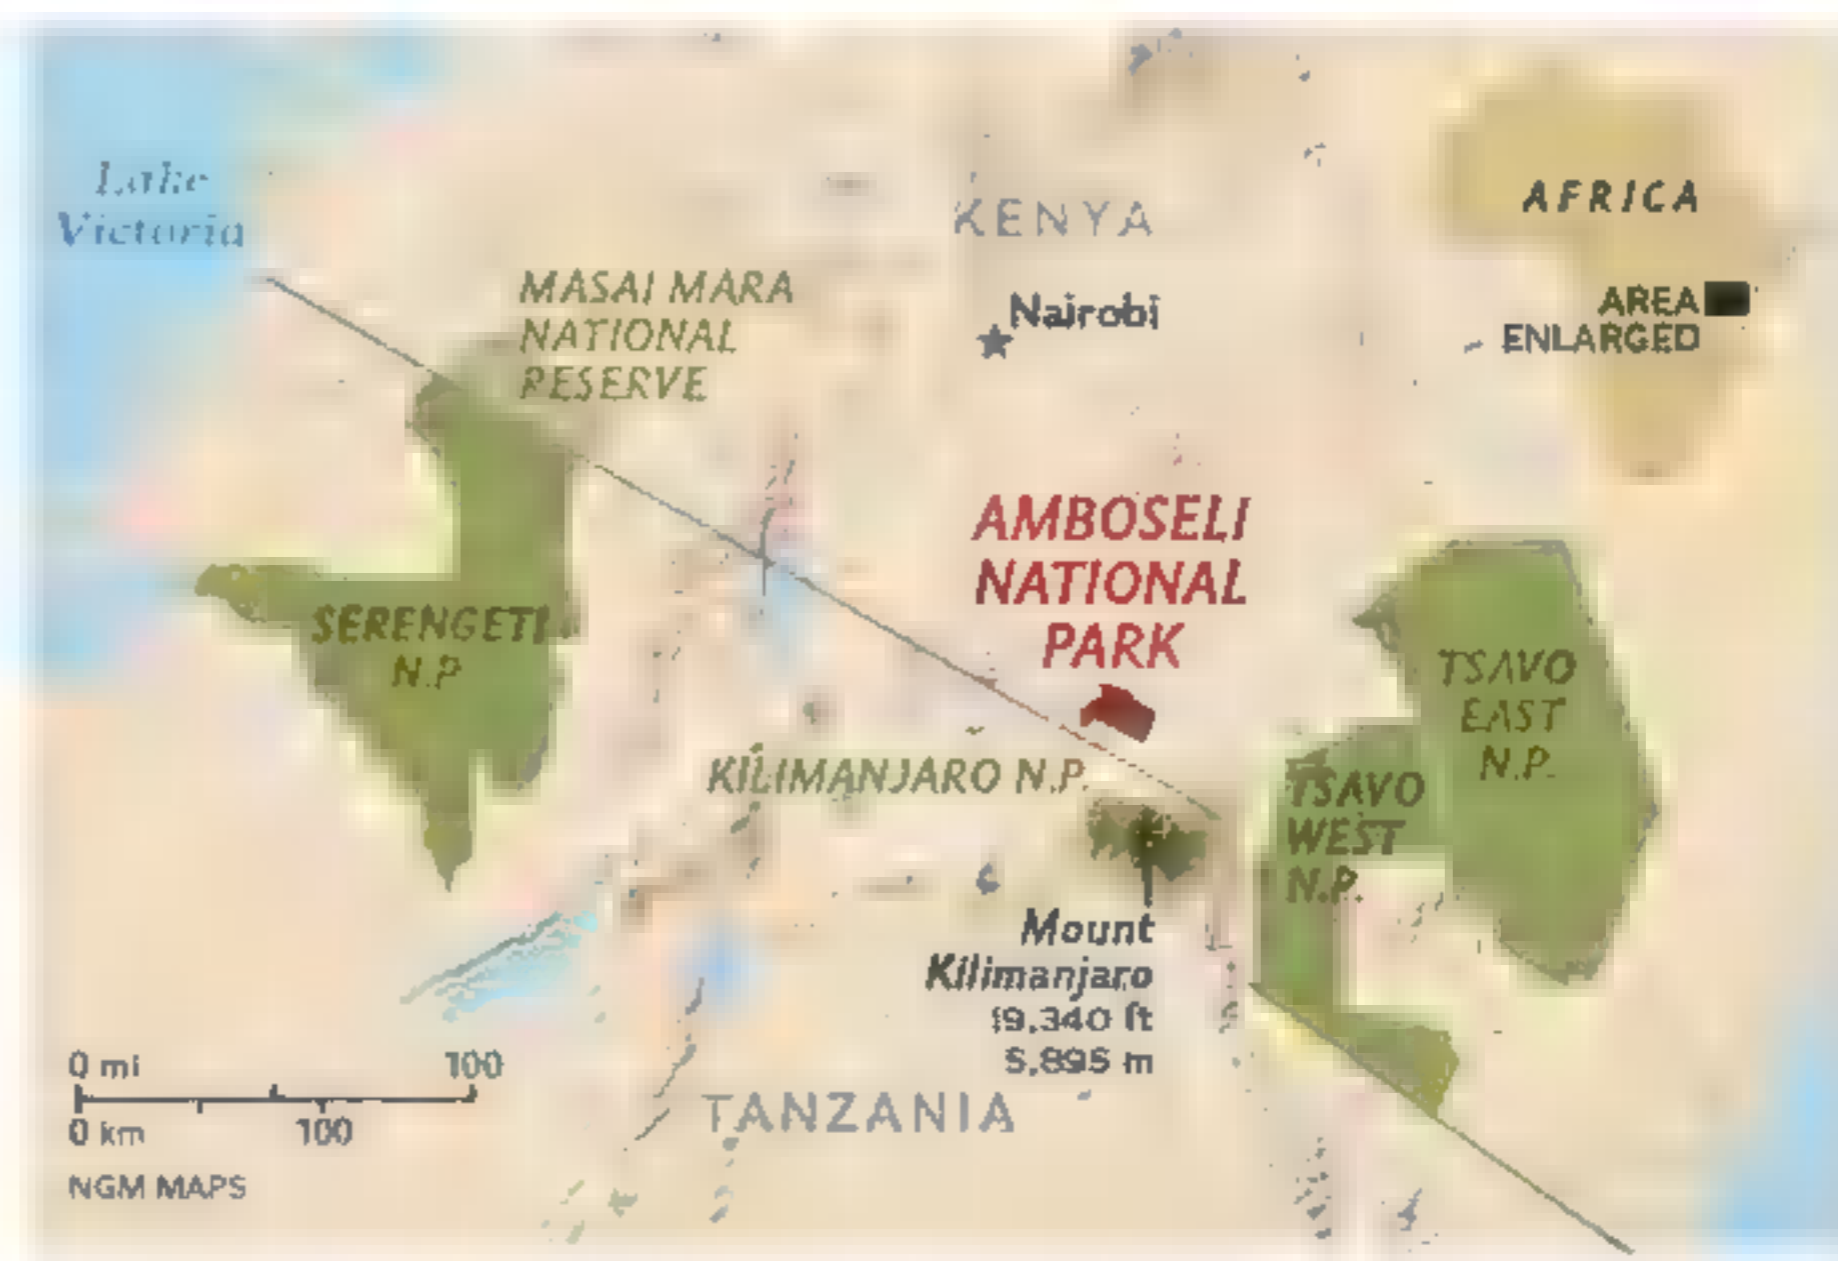 Lake
Victoria
KENYA
AFRICA
MASAI MARA
NATIONAL
RESERVE
Nairobi
AREA
ENLARGED
AMBOSELI
NATIONAL
PARK
SERENGETI
N.P.
TSAVO
EAST
N.P.
KILIMANJARO N.P.
TSAVO
WEST
N.P.
Mount
Kilimanjaro
19,340 ft
5,895 m
0 mi 100
0 km 100
TANZANIA
NGM MAPS